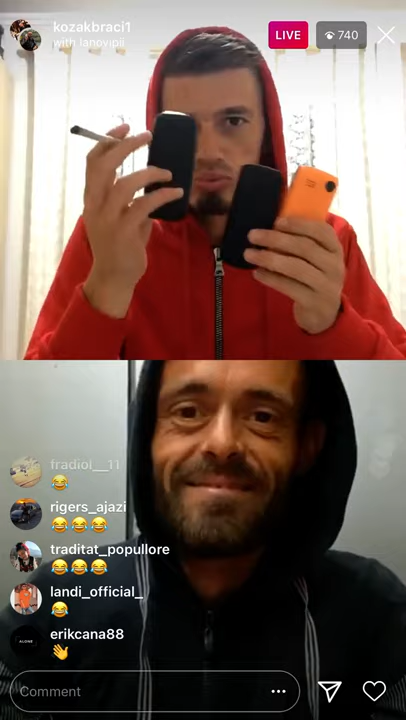 kozakbraci1
with lanovipii
LIVE
740
fradiol__11
😂
rigers_ajazi
😂😂😂
traditat_popullore
😂😂😂
landi_official_
😂
ALONE
erikcana88
👋
Comment